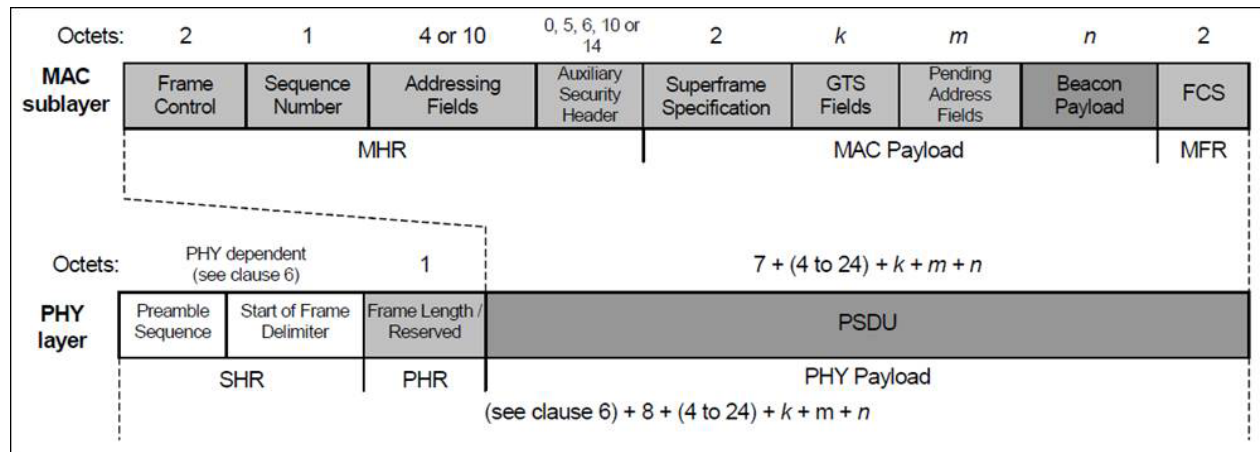 Octets: 2 1 4 or 10 0, 5, 6, 10 or 14 2 k m n 2
MAC sublayer
Frame Control
Sequence Number
Addressing Fields
Auxiliary Security Header
Superframe Specification
GTS Fields
Pending Address Fields
Beacon Payload
FCS
MHR MAC Payload MFR
Octets: PHY dependent (see clause 6) 1 7 + (4 to 24) + k + m + n
PHY layer
Preamble Sequence
Start of Frame Delimiter
Frame Length / Reserved
PSDU
SHR PHR PHY Payload
(see clause 6) + 8 + (4 to 24) + k + m + n